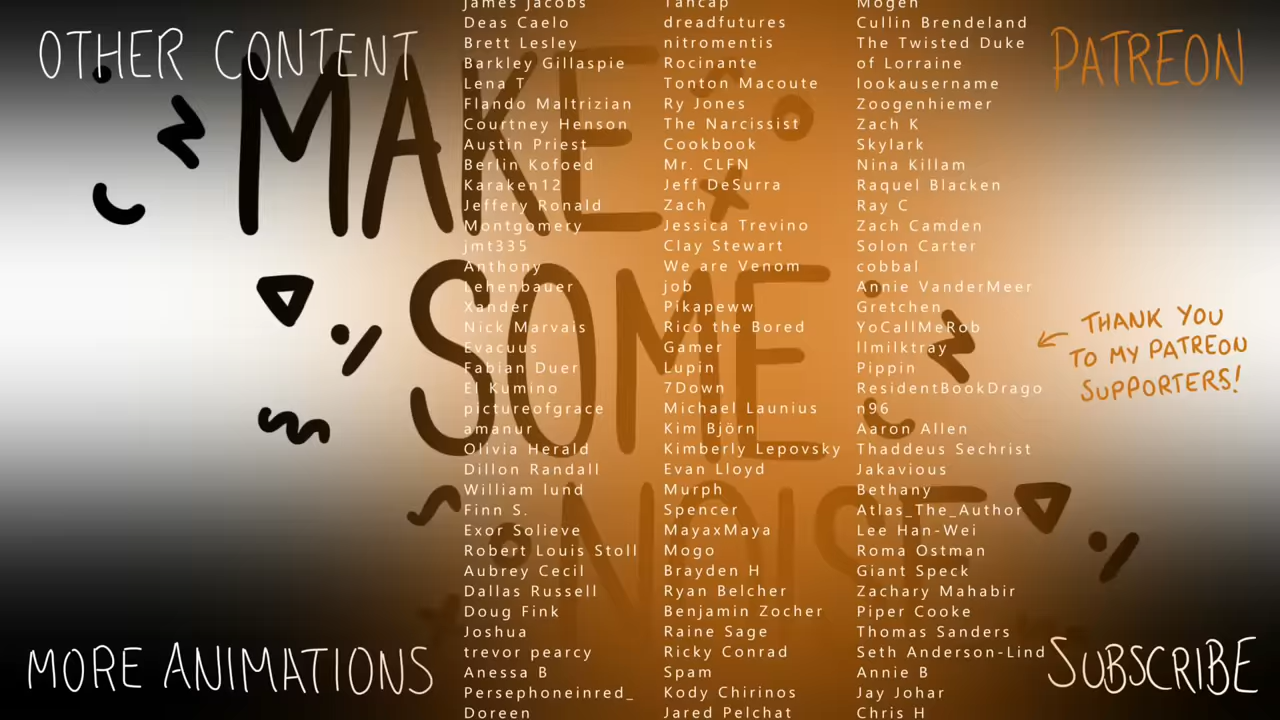 OTHER CONTENT
MAKE
SOME
NOISE
James Jacobs
Deas Caelo
Brett Lesley
Barkley Gillaspie
Lena T
Flando Maltrizian
Courtney Henson
Austin Priest
Berlin Kofoed
Karaken12
Jeffery Ronald
Montgomery
jmt335
Anthony
Lehenbauer
Xander
Nick Marvais
Evacuus
Fabian Duer
El Kumino
pictureofgrace
amanur
Olivia Herald
Dillon Randall
William lund
Finn S.
Exor Solieve
Robert Louis Stoll
Aubrey Cecil
Dallas Russell
Doug Fink
Joshua
trevor pearcy
Anessa B
Persephoneinred_
Doreen
Tancap
dreadfutures
nitromentis
Rocinante
Tonton Macoute
Ry Jones
The Narcissist
Cookbook
Mr. CLFN
Jeff DeSurra
Zach
Jessica Trevino
Clay Stewart
We are Venom
job
Pikapeww
Rico the Bored
Gamer
Lupin
7Down
Michael Launius
Kim Björn
Kimberly Lepovsky
Evan Lloyd
Murph
Spencer
MayaxMaya
Mogo
Brayden H
Ryan Belcher
Benjamin Zocher
Raine Sage
Ricky Conrad
Spam
Kody Chirinos
Jared Pelchat
Mogen
Cullin Brendeland
The Twisted Duke
of Lorraine
lookausername
Zoogenhiemer
Zach K
Skylark
Nina Killam
Raquel Blacken
Ray C
Zach Camden
Solon Carter
cobbal
Annie VanderMeer
Gretchen
YoCallMeRob
llmilktray
Pippin
ResidentBookDrago
n96
Aaron Allen
Thaddeus Sechrist
Jakavious
Bethany
Atlas_The_Author
Lee Han-Wei
Roma Ostman
Giant Speck
Zachary Mahabir
Piper Cooke
Thomas Sanders
Seth Anderson-Lind
Annie B
Jay Johar
Chris H
PATREON
THANK YOU
TO MY PATREON
SUPPORTERS!
MORE ANIMATIONS
SUBSCRIBE